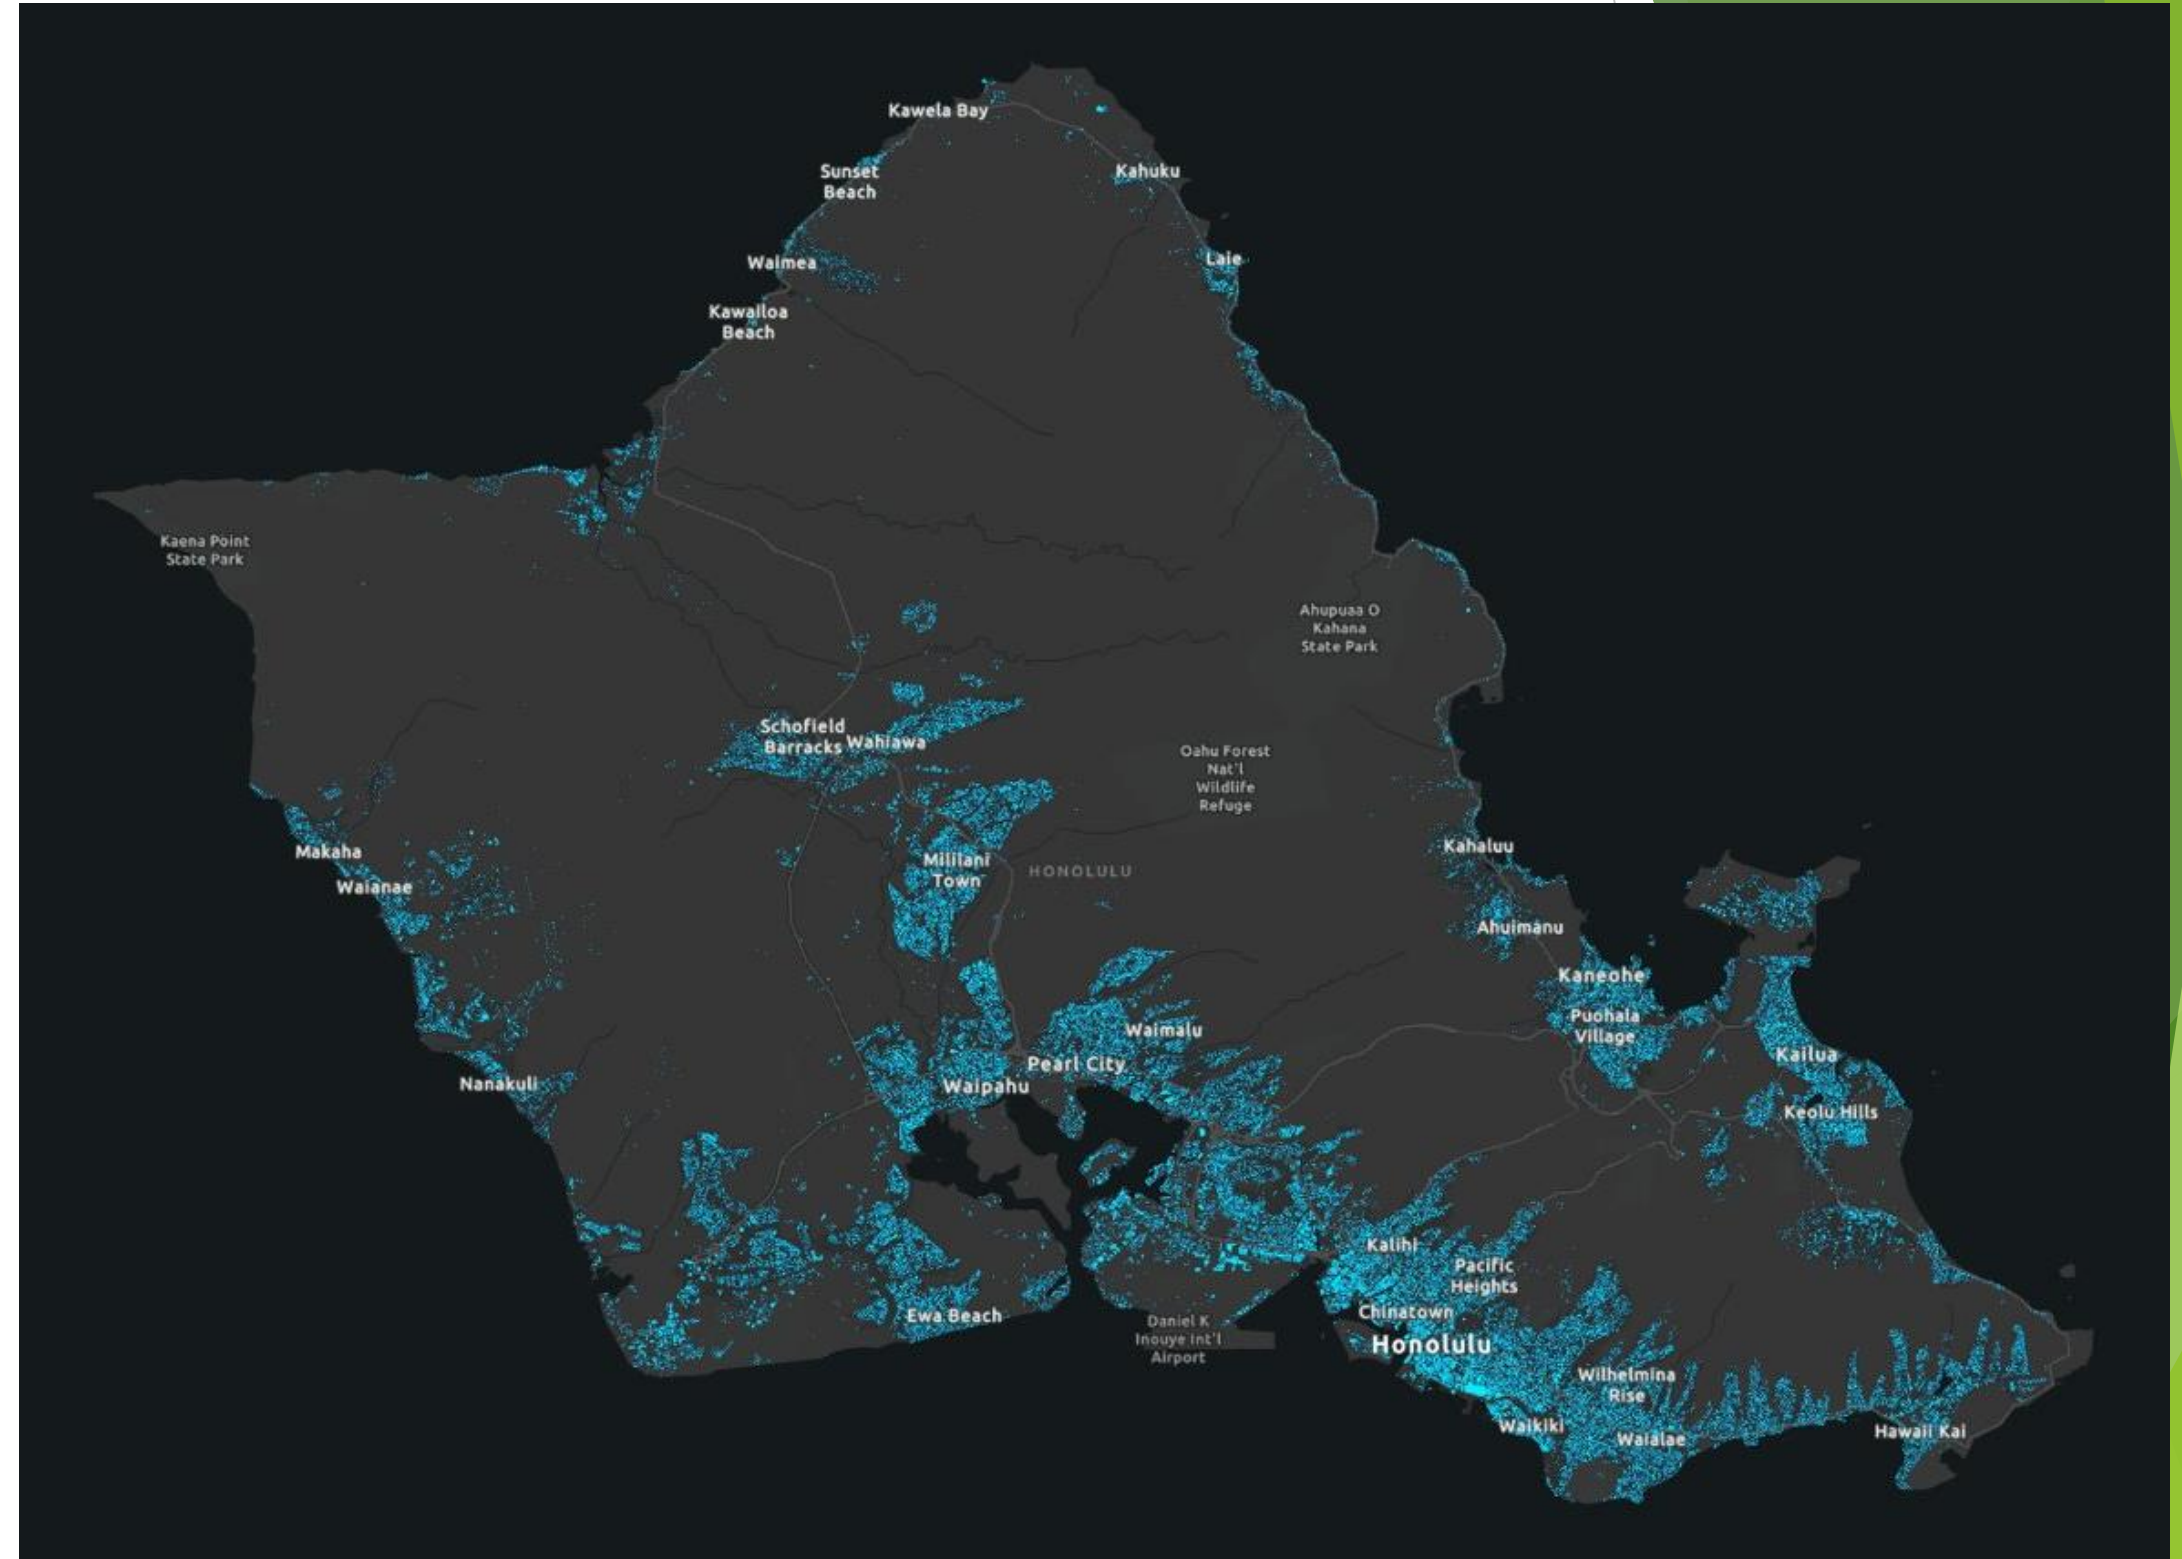 Kawela Bay
Sunset
Beach
Kahuku
Waimea
Laie
Kawailoa
Beach
Kaena Point
State Park
Ahupuaa O
Kahana
State Park
Schofield
Barracks
Wahiawa
Oahu Forest
Nat'l
Wildlife
Refuge
Makaha
Waianae
Mililani
Town
HONOLULU
Kahaluu
Ahuimanu
Kaneohe
Puohala
Village
Waimalu
Pearl City
Waipahu
Kailua
Nanakuli
Keolu Hills
Kalihi
Pacific
Heights
Ewa Beach
Chinatown
Daniel K
Inouye Int'l
Airport
Honolulu
Wilhelmina
Rise
Waikiki
Waialae
Hawaii Kai